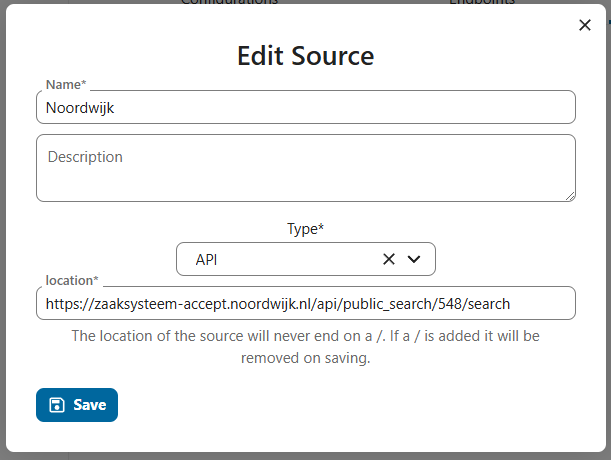 Configurations Endpoints
Edit Source
Name*
Noordwijk
Description
Type*
API
location*
https://zaaksysteem-accept.noordwijk.nl/api/public_search/548/search
The location of the source will never end on a /. If a / is added it will be
removed on saving.
Save